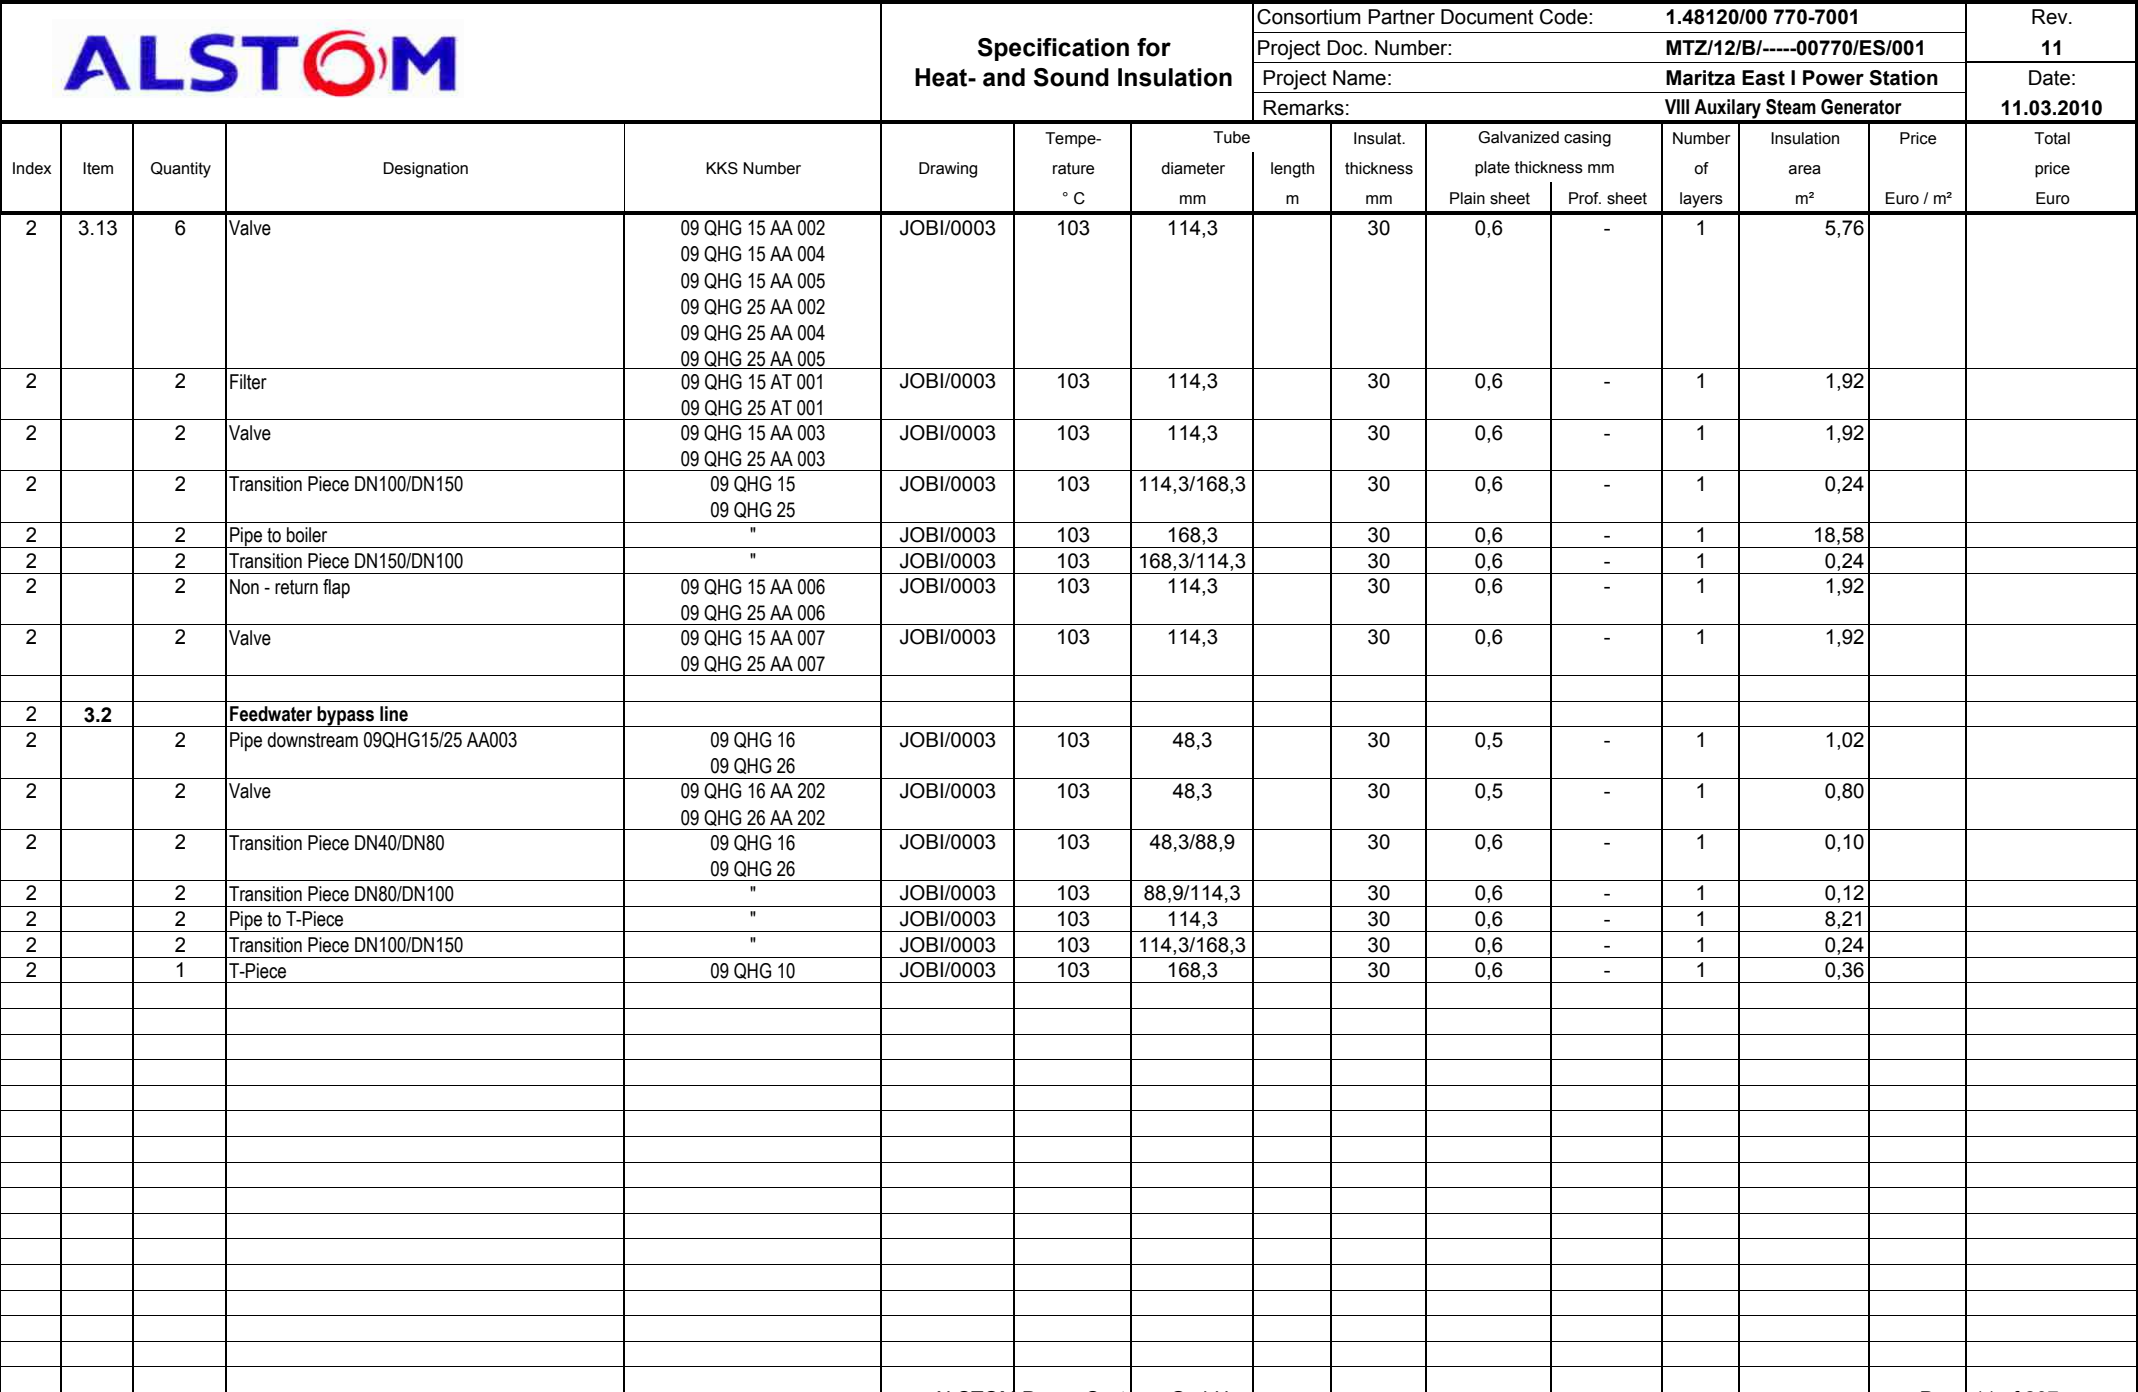 ALSTOM
Specification for
Heat- and Sound Insulation
Consortium Partner Document Code: 1.48120/00 770-7001
Project Doc. Number: MTZ/12/B/-----00770/ES/001
Project Name: Maritza East I Power Station
Remarks: VIII Auxilary Steam Generator
Rev.
11
Date:
11.03.2010
Index Item Quantity Designation KKS Number Drawing Tempe-rature ° C Tube diameter mm length m Insulat. thickness mm Galvanized casing plate thickness mm Plain sheet Prof. sheet Number of layers Insulation area m² Price Euro / m² Total price Euro
2 3.13 6 Valve 09 QHG 15 AA 002 JOBI/0003 103 114,3 30 0,6 - 1 5,76
09 QHG 15 AA 004
09 QHG 15 AA 005
09 QHG 25 AA 002
09 QHG 25 AA 004
09 QHG 25 AA 005
2 2 Filter 09 QHG 15 AT 001 JOBI/0003 103 114,3 30 0,6 - 1 1,92
09 QHG 25 AT 001
2 2 Valve 09 QHG 15 AA 003 JOBI/0003 103 114,3 30 0,6 - 1 1,92
09 QHG 25 AA 003
2 2 Transition Piece DN100/DN150 09 QHG 15 JOBI/0003 103 114,3/168,3 30 0,6 - 1 0,24
09 QHG 25
2 2 Pipe to boiler " JOBI/0003 103 168,3 30 0,6 - 1 18,58
2 2 Transition Piece DN150/DN100 " JOBI/0003 103 168,3/114,3 30 0,6 - 1 0,24
2 2 Non - return flap 09 QHG 15 AA 006 JOBI/0003 103 114,3 30 0,6 - 1 1,92
09 QHG 25 AA 006
2 2 Valve 09 QHG 15 AA 007 JOBI/0003 103 114,3 30 0,6 - 1 1,92
09 QHG 25 AA 007
2 3.2 Feedwater bypass line
2 2 Pipe downstream 09QHG15/25 AA003 09 QHG 16 JOBI/0003 103 48,3 30 0,5 - 1 1,02
09 QHG 26
2 2 Valve 09 QHG 16 AA 202 JOBI/0003 103 48,3 30 0,5 - 1 0,80
09 QHG 26 AA 202
2 2 Transition Piece DN40/DN80 09 QHG 16 JOBI/0003 103 48,3/88,9 30 0,6 - 1 0,10
09 QHG 26
2 2 Transition Piece DN80/DN100 " JOBI/0003 103 88,9/114,3 30 0,6 - 1 0,12
2 2 Pipe to T-Piece " JOBI/0003 103 114,3 30 0,6 - 1 8,21
2 2 Transition Piece DN100/DN150 " JOBI/0003 103 114,3/168,3 30 0,6 - 1 0,24
2 1 T-Piece 09 QHG 10 JOBI/0003 103 168,3 30 0,6 - 1 0,36